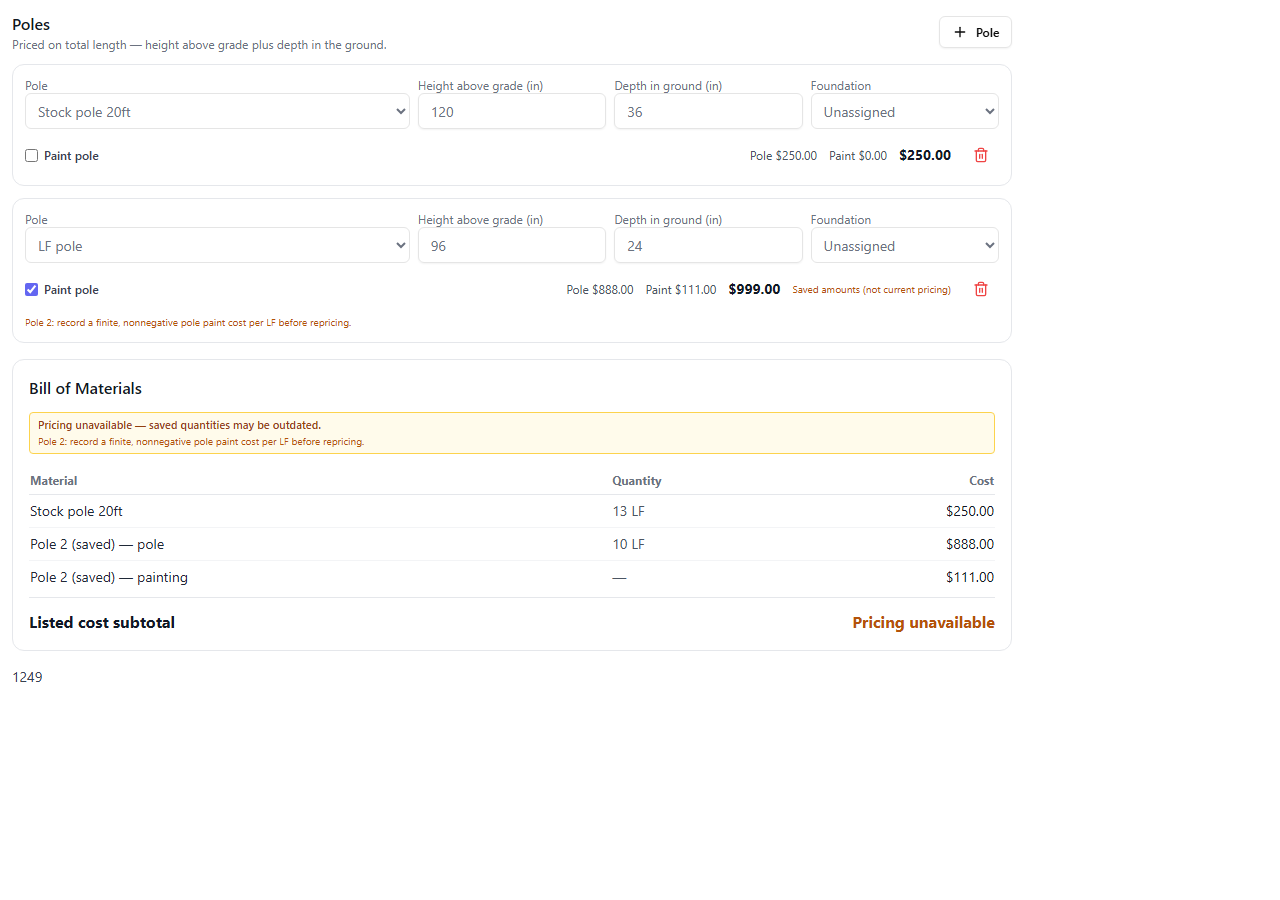 Poles
Priced on total length — height above grade plus depth in the ground.
+ Pole
Pole Height above grade (in) Depth in ground (in) Foundation
Stock pole 20ft 120 36 Unassigned
Paint pole Pole $250.00 Paint $0.00 $250.00
Pole Height above grade (in) Depth in ground (in) Foundation
LF pole 96 24 Unassigned
Paint pole Pole $888.00 Paint $111.00 $999.00 Saved amounts (not current pricing)
Pole 2: record a finite, nonnegative pole paint cost per LF before repricing.
Bill of Materials
Pricing unavailable — saved quantities may be outdated.
Pole 2: record a finite, nonnegative pole paint cost per LF before repricing.
Material Quantity Cost
Stock pole 20ft 13 LF $250.00
Pole 2 (saved) — pole 10 LF $888.00
Pole 2 (saved) — painting — $111.00
Listed cost subtotal Pricing unavailable
1249